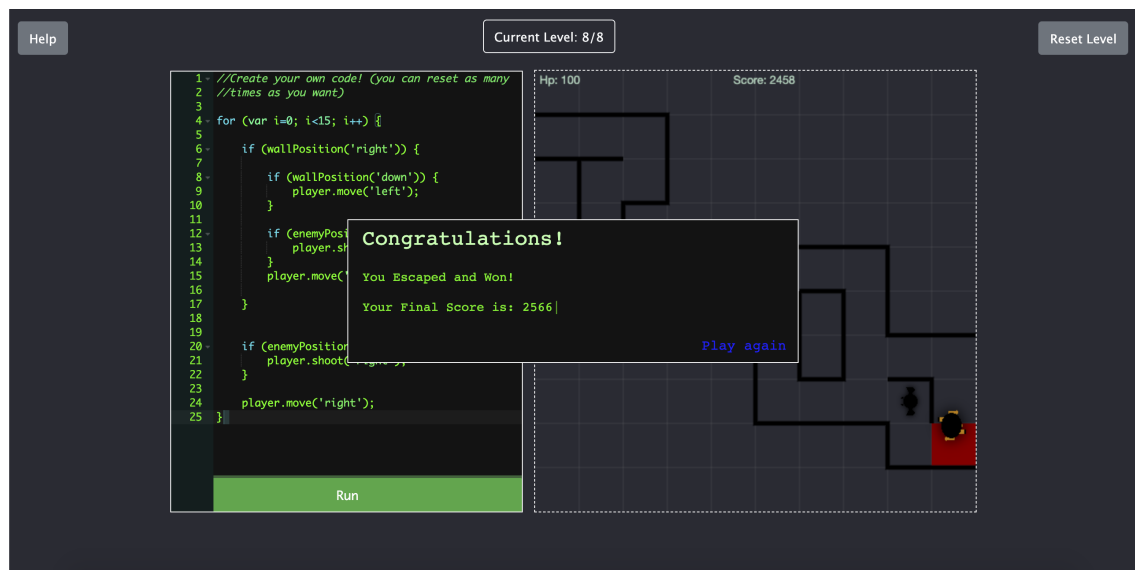 Help
Current Level: 8/8
Reset Level
1 //Create your own code! (you can reset as many
2 //times as you want)
3
4 for (var i=0; i<15; i++) {
5
6 if (wallPosition('right')) {
7
8 if (wallPosition('down')) {
9 player.move('left');
10 }
11
12 if (enemyPosi
13 player.sh
14 }
15 player.move('
16
17 }
18
19
20 if (enemyPosition
21 player.shoot(
22 }
23
24 player.move('right');
25 }
Run
Hp: 100
Score: 2458
Congratulations!
You Escaped and Won!
Your Final Score is: 2566
Play again